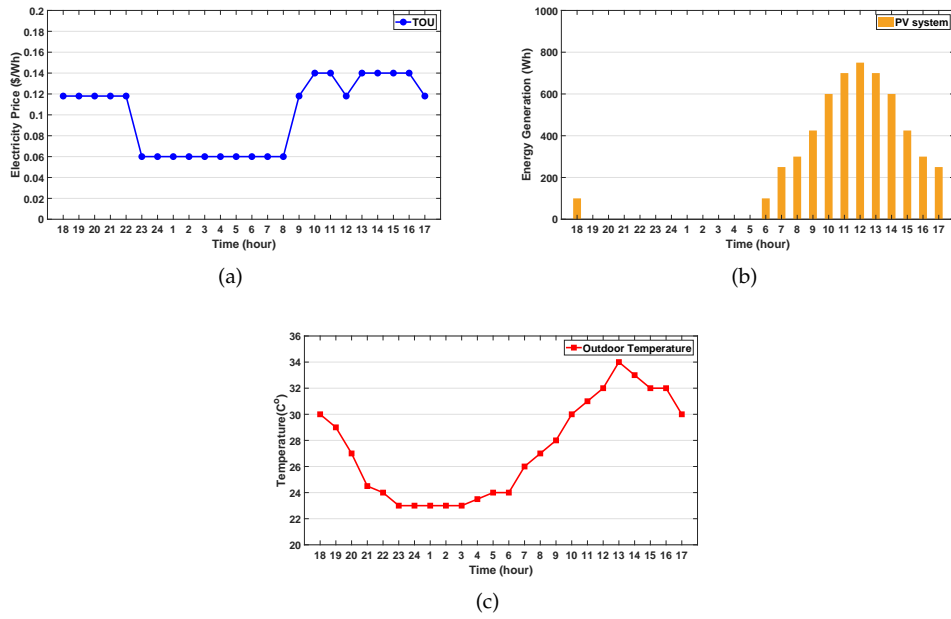 0.2
0.18
0.16
0.14
0.12
0.1
0.08
0.06
0.04
0.02
0
Electricity Price ($/Wh)
TOU
18 19 20 21 22 23 24 1 2 3 4 5 6 7 8 9 10 11 12 13 14 15 16 17
Time (hour)
(a)
1000
800
600
400
200
0
Energy Generation (Wh)
PV system
18 19 20 21 22 23 24 1 2 3 4 5 6 7 8 9 10 11 12 13 14 15 16 17
Time (hour)
(b)
36
34
32
30
28
26
24
22
20
Temperature(C⁰)
Outdoor Temperature
18 19 20 21 22 23 24 1 2 3 4 5 6 7 8 9 10 11 12 13 14 15 16 17
Time (hour)
(c)